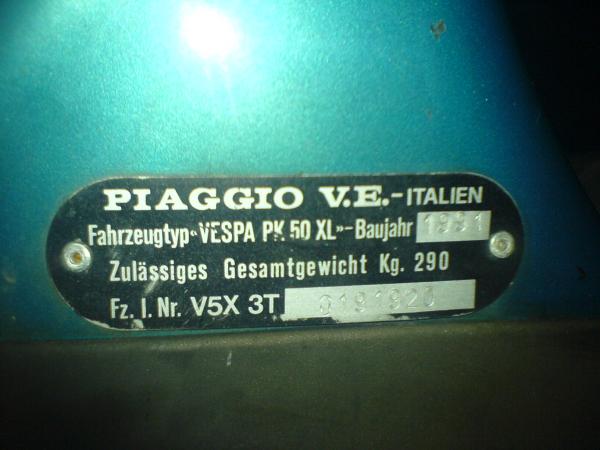 PIAGGIO V.E.-ITALIEN
Fahrzeugtyp «VESPA PK 50 XL»-Baujahr 1991
Zulässiges Gesamtgewicht Kg. 290
Fz. I. Nr. V5X 3T 0191920